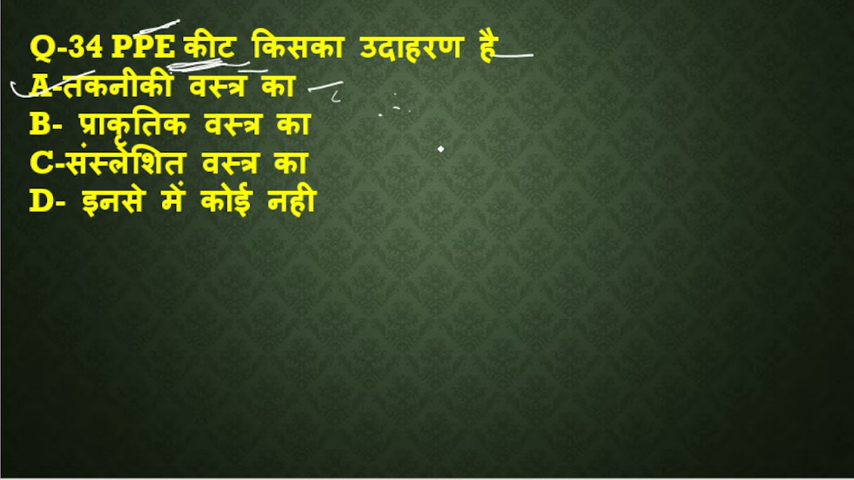 Q-34 PPE कीट किसका उदाहरण है
A-तकनीकी वस्त्र का
B- प्राकृतिक वस्त्र का
C-संस्लेशित वस्त्र का
D- इनसे में कोई नही